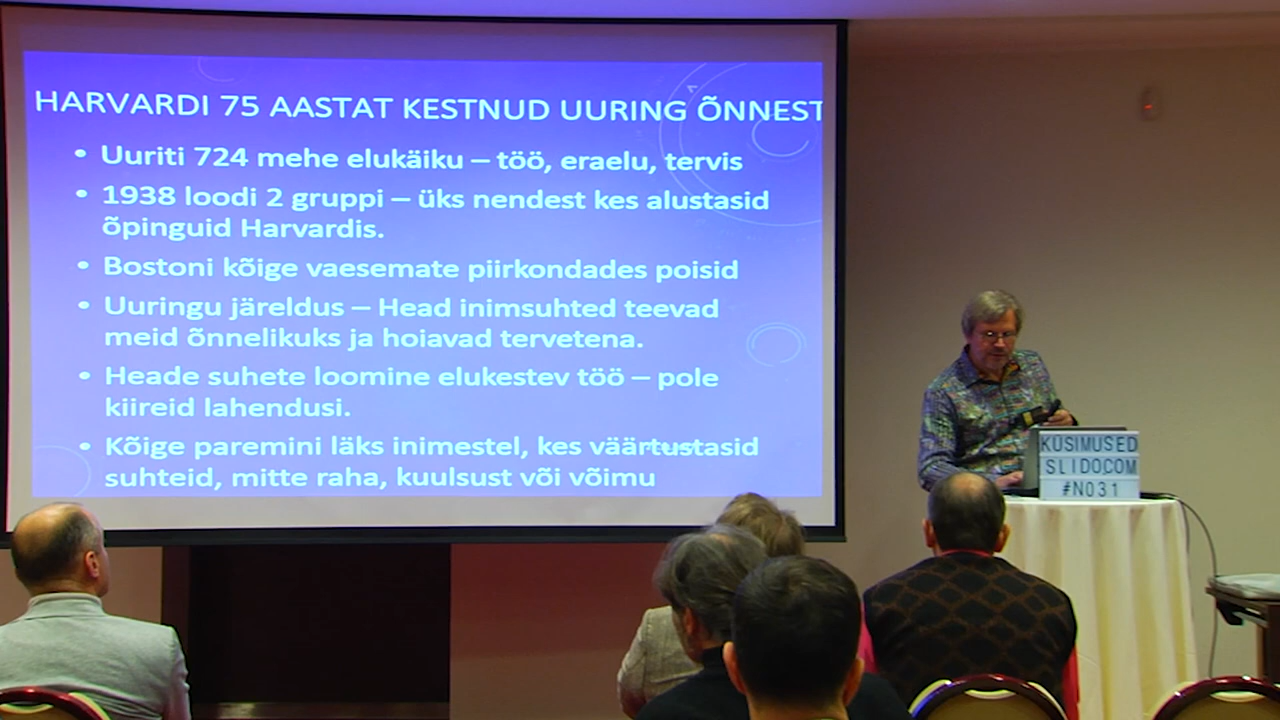 HARVARDI 75 AASTAT KESTNUD UURING ÕNNEST
• Uuriti 724 mehe elukäiku – töö, eraelu, tervis
• 1938 loodi 2 gruppi – üks nendest kes alustasid
õpinguid Harvardis.
• Bostoni kõige vaesemate piirkondades poisid
• Uuringu järeldus – Head inimsuhted teevad
meid õnnelikuks ja hoiavad tervetena.
• Heade suhete loomine elukestev töö – pole
kiireid lahendusi.
• Kõige paremini läks inimestel, kes väärtustasid
suhteid, mitte raha, kuulsust või võimu
KÜSIMUSED
SLIDO.COM
#N031